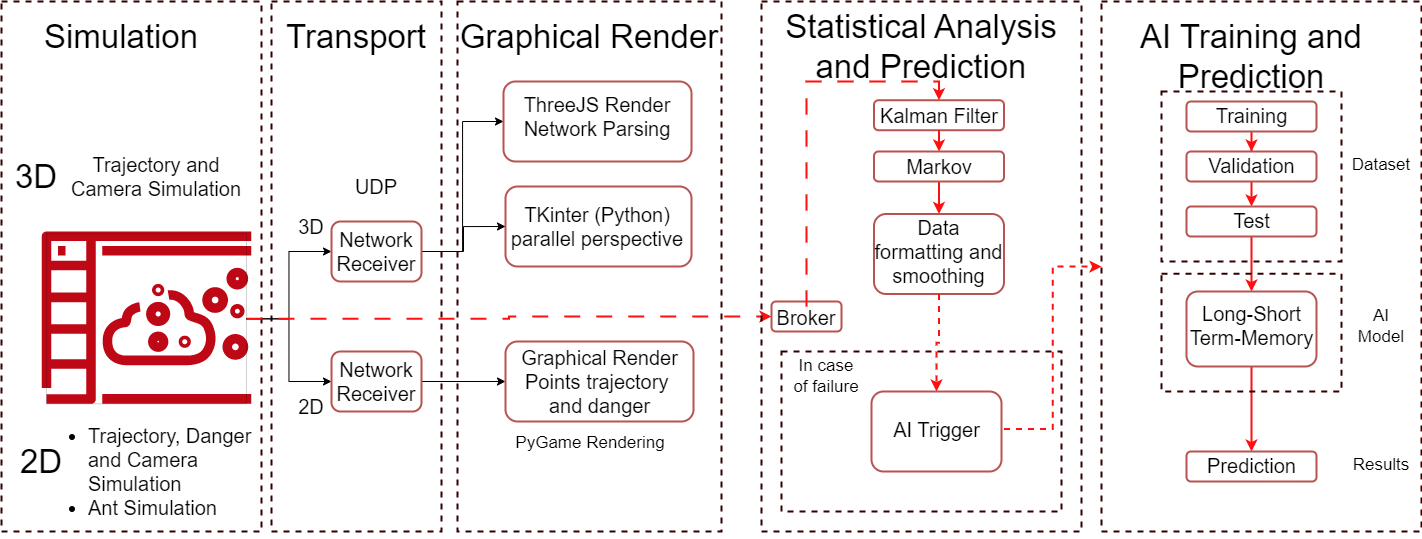 Simulation
3D
Trajectory and
Camera Simulation
2D
Trajectory, Danger
and Camera
Simulation
Ant Simulation
Transport
UDP
3D
Network
Receiver
Network
Receiver
2D
Graphical Render
ThreeJS Render
Network Parsing
TKinter (Python)
parallel perspective
Graphical Render
Points trajectory
and danger
PyGame Rendering
Statistical Analysis
and Prediction
Kalman Filter
Markov
Data
formatting and
smoothing
Broker
In case
of failure
AI Trigger
AI Training and
Prediction
Training
Validation
Test
Dataset
Long-Short
Term-Memory
AI
Model
Prediction
Results